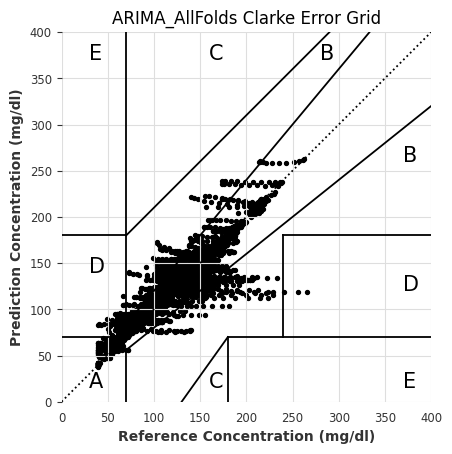 ARIMA_AllFolds Clarke Error Grid
400
350
300
250
200
150
100
50
0
Prediction Concentration (mg/dl)
E
C
B
B
D
D
A
C
E
0
50
100
150
200
250
300
350
400
Reference Concentration (mg/dl)